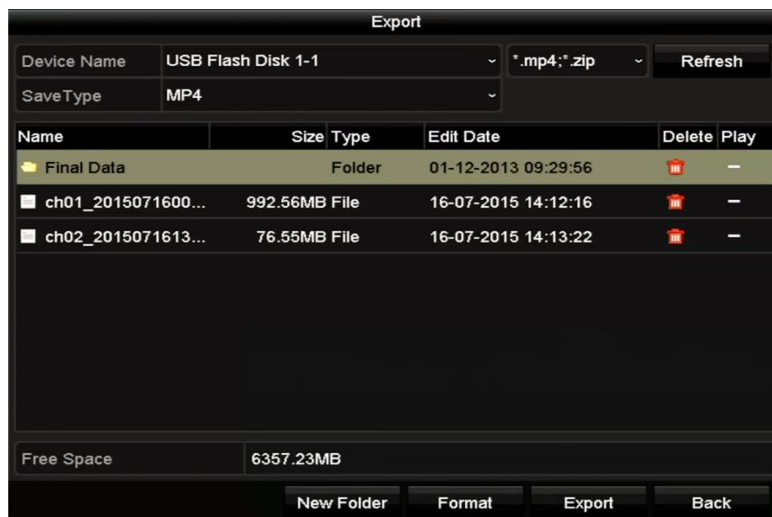 Export
Device Name USB Flash Disk 1-1 *.mp4;*.zip Refresh
SaveType MP4
Name Size Type Edit Date Delete Play
Final Data Folder 01-12-2013 09:29:56 –
ch01_2015071600... 992.56MB File 16-07-2015 14:12:16 –
ch02_2015071613... 76.55MB File 16-07-2015 14:13:22 –
Free Space 6357.23MB
New Folder Format Export Back